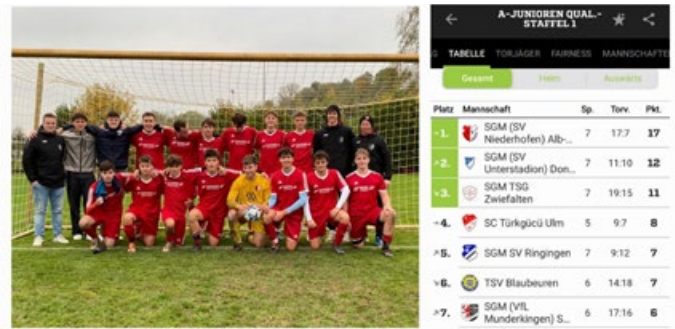 A-JUNIOREN QUAL.-
STAFFEL 1
G TABELLE TORJÄGER FAIRNESS MANNSCHAFTE
Gesamt Heim Auswärts
Platz Mannschaft Sp. Torv. Pkt.
1. SGM (SV
Niederhofen) Alb-... 7 17:7 17
2. SGM (SV
Unterstadion) Don... 7 11:10 12
3. SGM TSG
Zwiefalten 7 19:15 11
4. SC Türkgücü Ulm 5 9:7 8
5. SGM SV Ringingen 7 9:12 7
6. TSV Blaubeuren 6 14:18 7
7. SGM (VfL
Munderkingen) S... 6 17:16 6